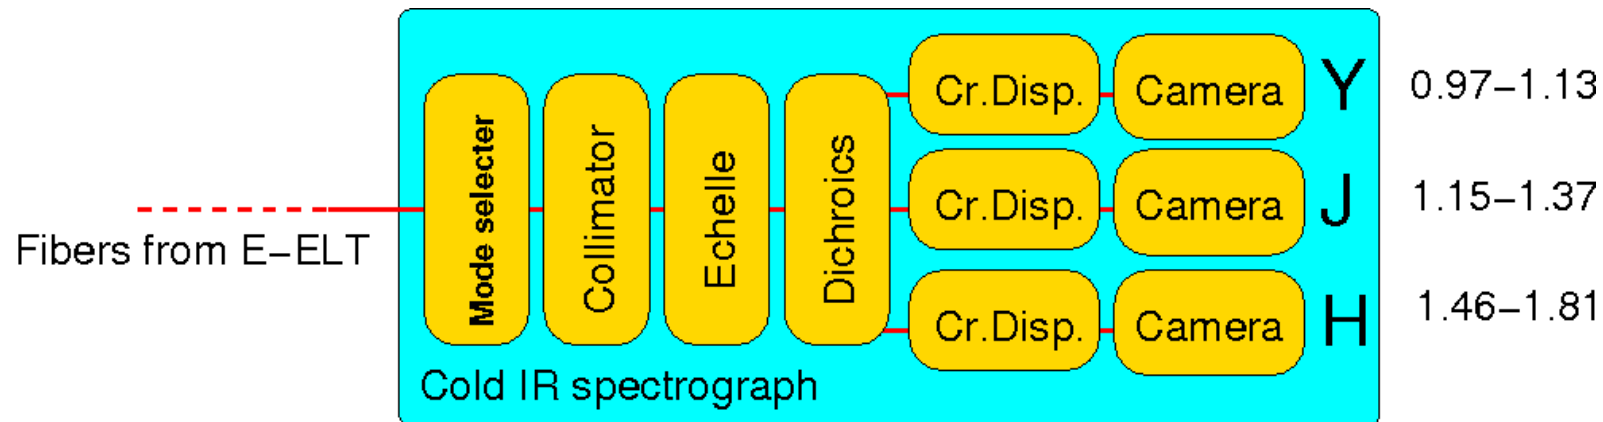 Fibers from E−ELT
Mode selecter
Collimator
Echelle
Dichroics
Cr.Disp.
Camera
Y
0.97−1.13
Cr.Disp.
Camera
J
1.15−1.37
Cr.Disp.
Camera
H
1.46−1.81
Cold IR spectrograph